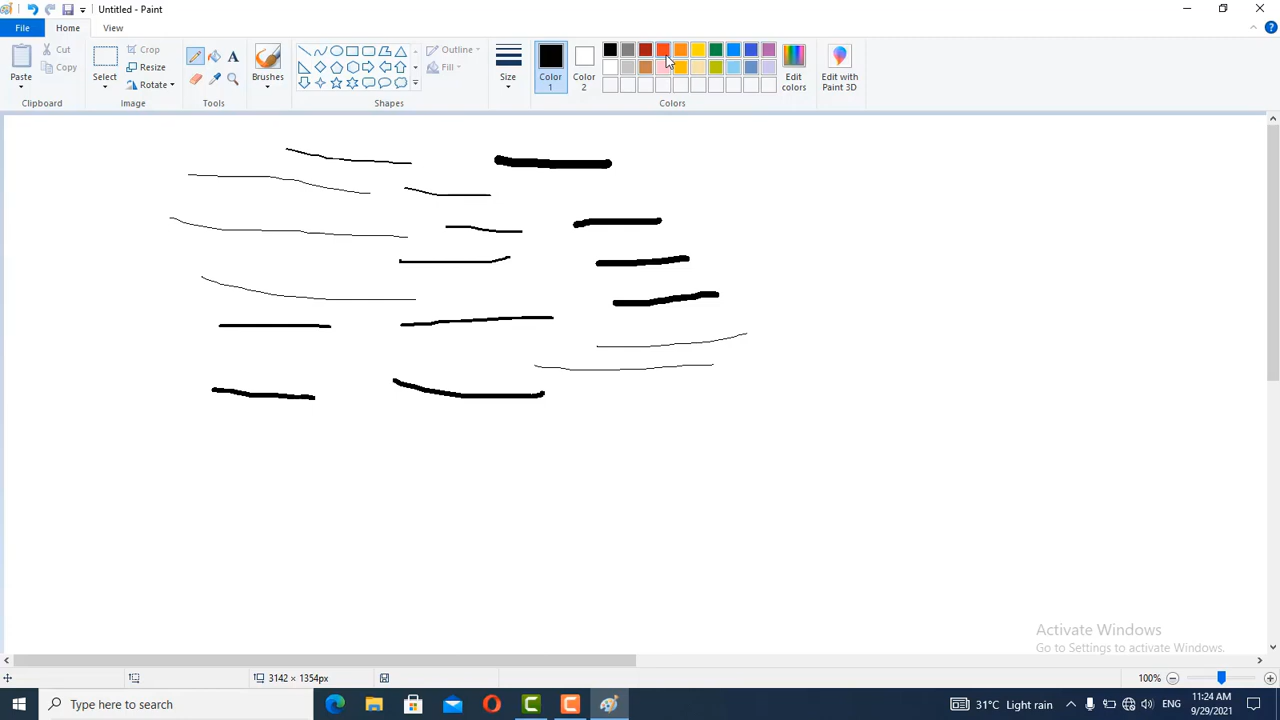 Untitled - Paint
File Home View
Paste Cut Copy Clipboard
Select Crop Resize Rotate Image
Tools
Brushes
Outline Fill Shapes
Size
Color 1
Color 2
Colors
Edit colors
Edit with Paint 3D
Activate Windows
Go to Settings to activate Windows.
3142 × 1354px
100%
Type here to search
31°C Light rain
ENG
11:24 AM
9/29/2021